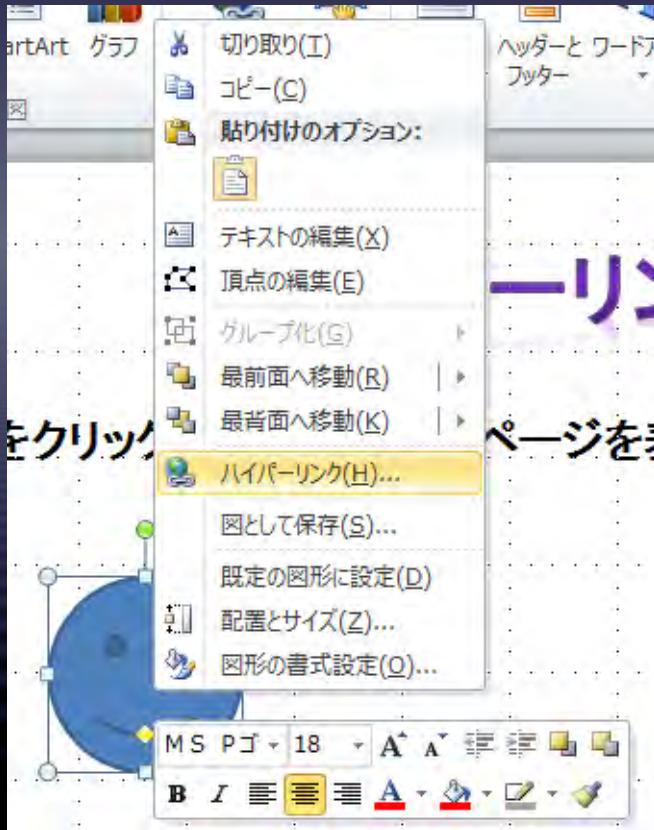 artArt グラフ
ヘッダーと ワードア
フッター
切り取り(T)
コピー(C)
貼り付けのオプション:
テキストの編集(X)
頂点の編集(E)
グループ化(G)
最前面へ移動(R)
最背面へ移動(K)
ハイパーリンク(H)...
図として保存(S)...
既定の図形に設定(D)
配置とサイズ(Z)...
図形の書式設定(O)...
ーリン
をクリック
ページを表
図
MS Pゴ 18 A A
B I A